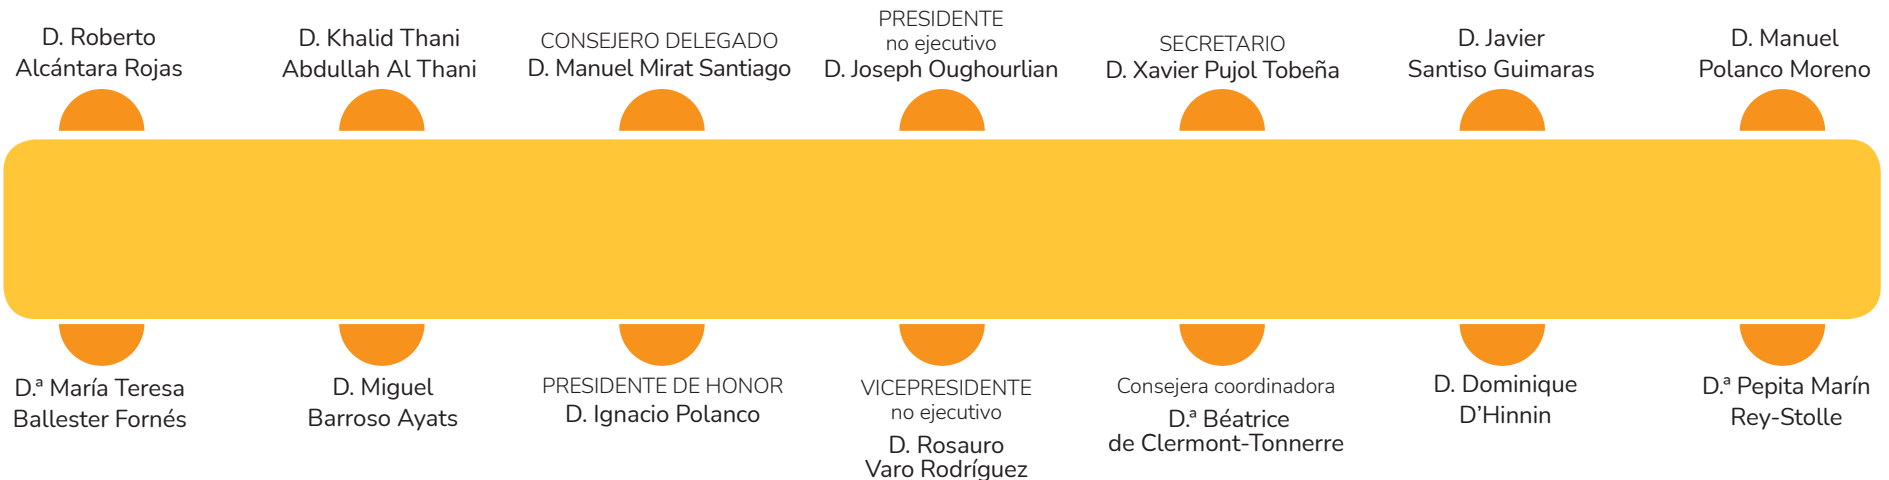 D. Roberto
Alcántara Rojas
D. Khalid Thani
Abdullah Al Thani
CONSEJERO DELEGADO
D. Manuel Mirat Santiago
PRESIDENTE
no ejecutivo
D. Joseph Oughourlian
SECRETARIO
D. Xavier Pujol Tobeña
D. Javier
Santiso Guimaras
D. Manuel
Polanco Moreno
D.ª María Teresa
Ballester Fornés
D. Miguel
Barroso Ayats
PRESIDENTE DE HONOR
D. Ignacio Polanco
VICEPRESIDENTE
no ejecutivo
D. Rosauro
Varo Rodríguez
Consejera coordinadora
D.ª Béatrice
de Clermont-Tonnerre
D. Dominique
D’Hinnin
D.ª Pepita Marín
Rey-Stolle